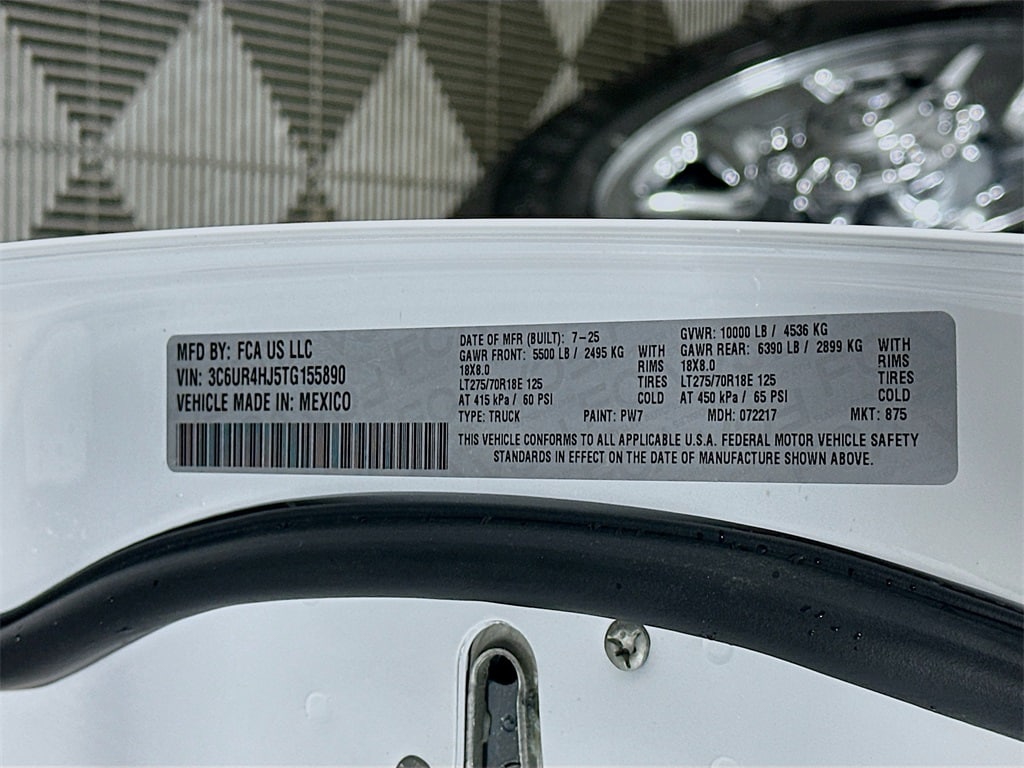 MFD BY: FCA US LLC
VIN: 3C6UR4HJ5TG155890
VEHICLE MADE IN: MEXICO
DATE OF MFR (BUILT): 7-25
GAWR FRONT: 5500 LB / 2495 KG WITH
18X8.0 RIMS
LT275/70R18E 125 TIRES
AT 415 kPa / 60 PSI COLD
GVWR: 10000 LB / 4536 KG
GAWR REAR: 6390 LB / 2899 KG WITH
18X8.0 RIMS
LT275/70R18E 125 TIRES
AT 450 kPa / 65 PSI COLD
TYPE: TRUCK PAINT: PW7 MDH: 072217 MKT: 875
THIS VEHICLE CONFORMS TO ALL APPLICABLE U.S.A. FEDERAL MOTOR VEHICLE SAFETY
STANDARDS IN EFFECT ON THE DATE OF MANUFACTURE SHOWN ABOVE.